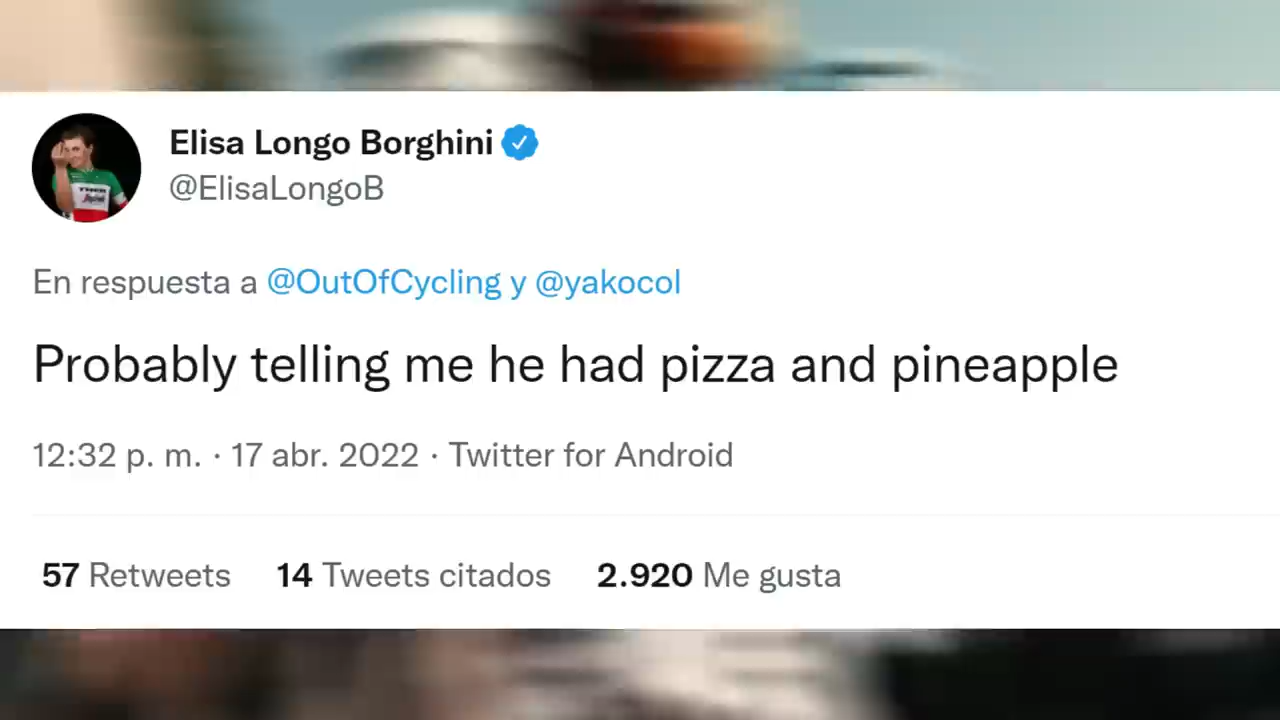 Elisa Longo Borghini
@ElisaLongoB
En respuesta a @OutOfCycling y @yakocol
Probably telling me he had pizza and pineapple
12:32 p. m. · 17 abr. 2022 · Twitter for Android
57 Retweets 14 Tweets citados 2.920 Me gusta